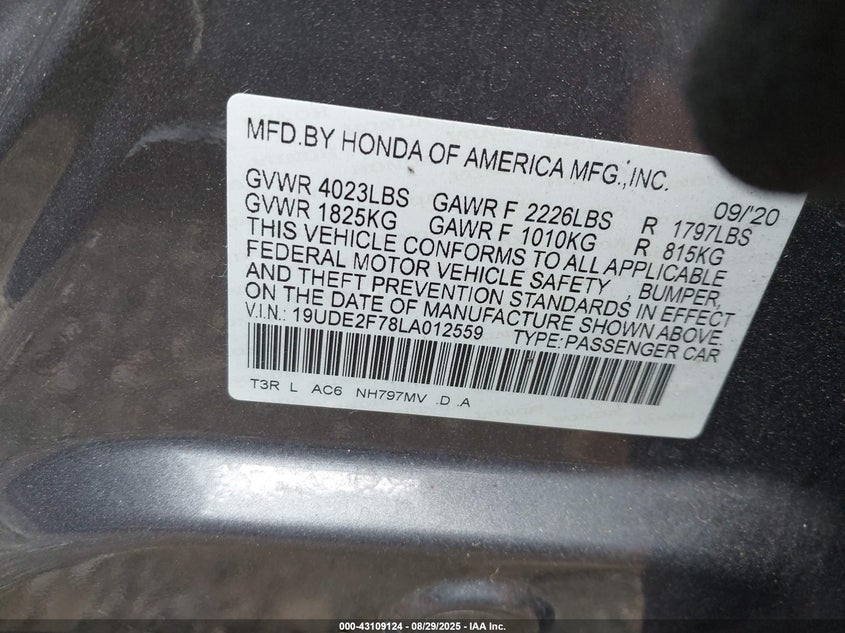 MFD.BY HONDA OF AMERICA MFG.,INC.
09/'20
GVWR 4023LBS GAWR F 2226LBS R 1797LBS
GVWR 1825KG GAWR F 1010KG R 815KG
THIS VEHICLE CONFORMS TO ALL APPLICABLE
FEDERAL MOTOR VEHICLE SAFETY , BUMPER,
AND THEFT PREVENTION STANDARDS IN EFFECT
ON THE DATE OF MANUFACTURE SHOWN ABOVE.
V.I.N.: 19UDE2F78LA012559 TYPE:PASSENGER CAR
T3R L AC6 NH797MV .D .A
000-43109124 - 08/29/2025 - IAA Inc.